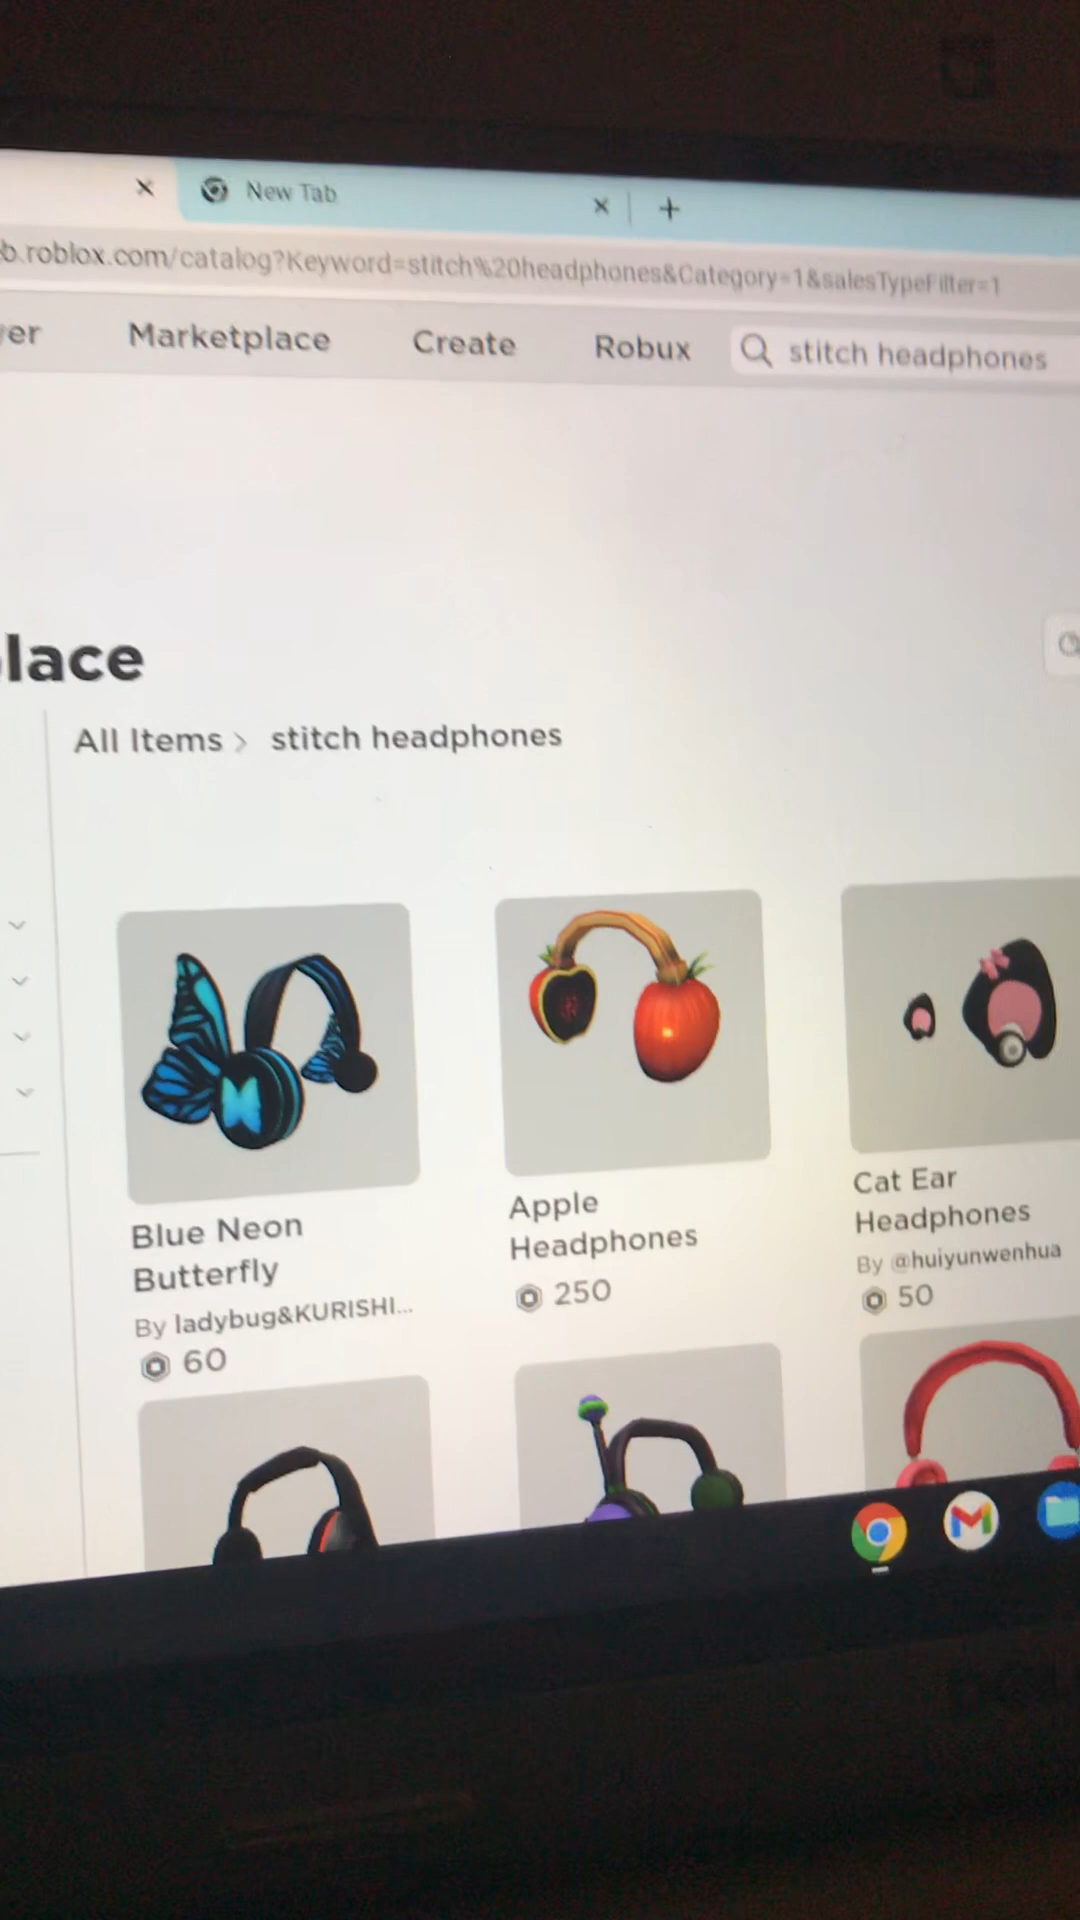 New Tab
b.roblox.com/catalog?Keyword=stitch%20headphones&Category=1&salesTypeFilter=1
er Marketplace Create Robux stitch headphones
lace
All Items > stitch headphones
Blue Neon
Butterfly
By ladybug&KURISHI...
60
Apple
Headphones
250
Cat Ear
Headphones
By @huiyunwenhua
50